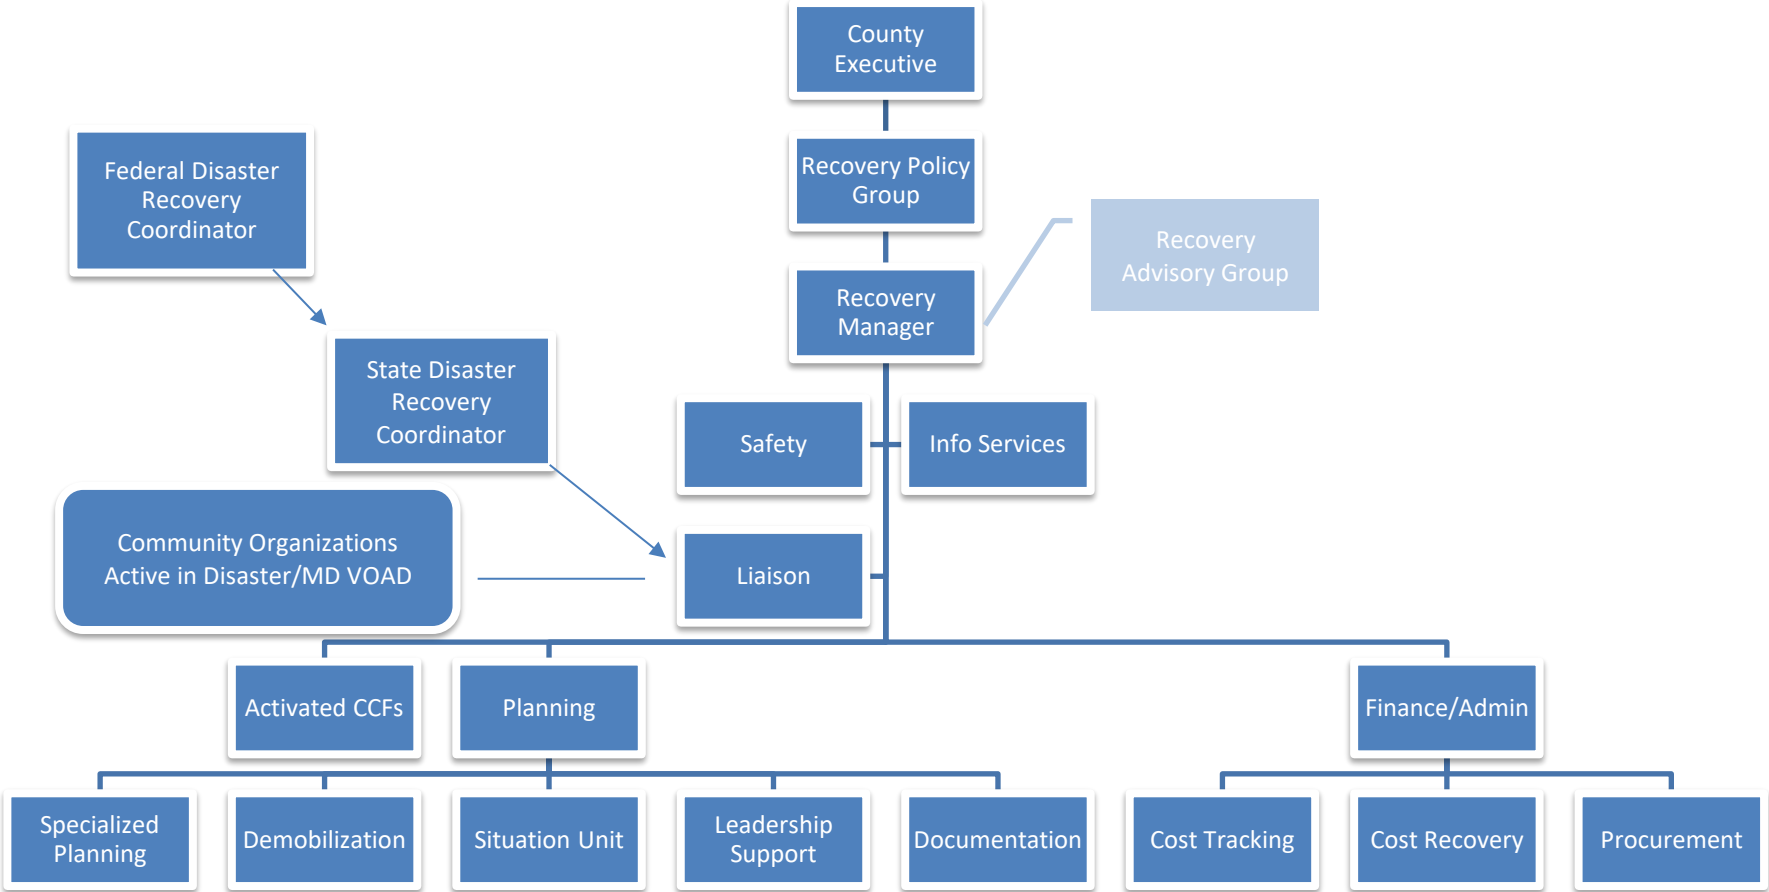 County
Executive
Federal Disaster
Recovery
Coordinator
Recovery Policy
Group
Recovery
Advisory Group
Recovery
Manager
State Disaster
Recovery
Coordinator
Safety
Info Services
Community Organizations
Active in Disaster/MD VOAD
Liaison
Activated CCFs
Planning
Finance/Admin
Specialized
Planning
Demobilization
Situation Unit
Leadership
Support
Documentation
Cost Tracking
Cost Recovery
Procurement